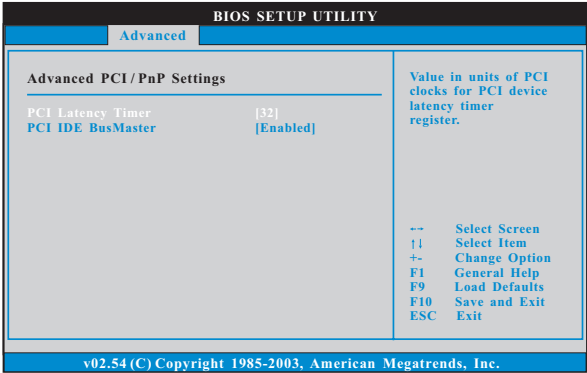 BIOS SETUP UTILITY
Advanced
Advanced PCI / PnP Settings
PCI Latency Timer [32]
PCI IDE BusMaster [Enabled]
Value in units of PCI
clocks for PCI device
latency timer
register.
←→ Select Screen
↑↓ Select Item
+- Change Option
F1 General Help
F9 Load Defaults
F10 Save and Exit
ESC Exit
v02.54 (C) Copyright 1985-2003, American Megatrends, Inc.